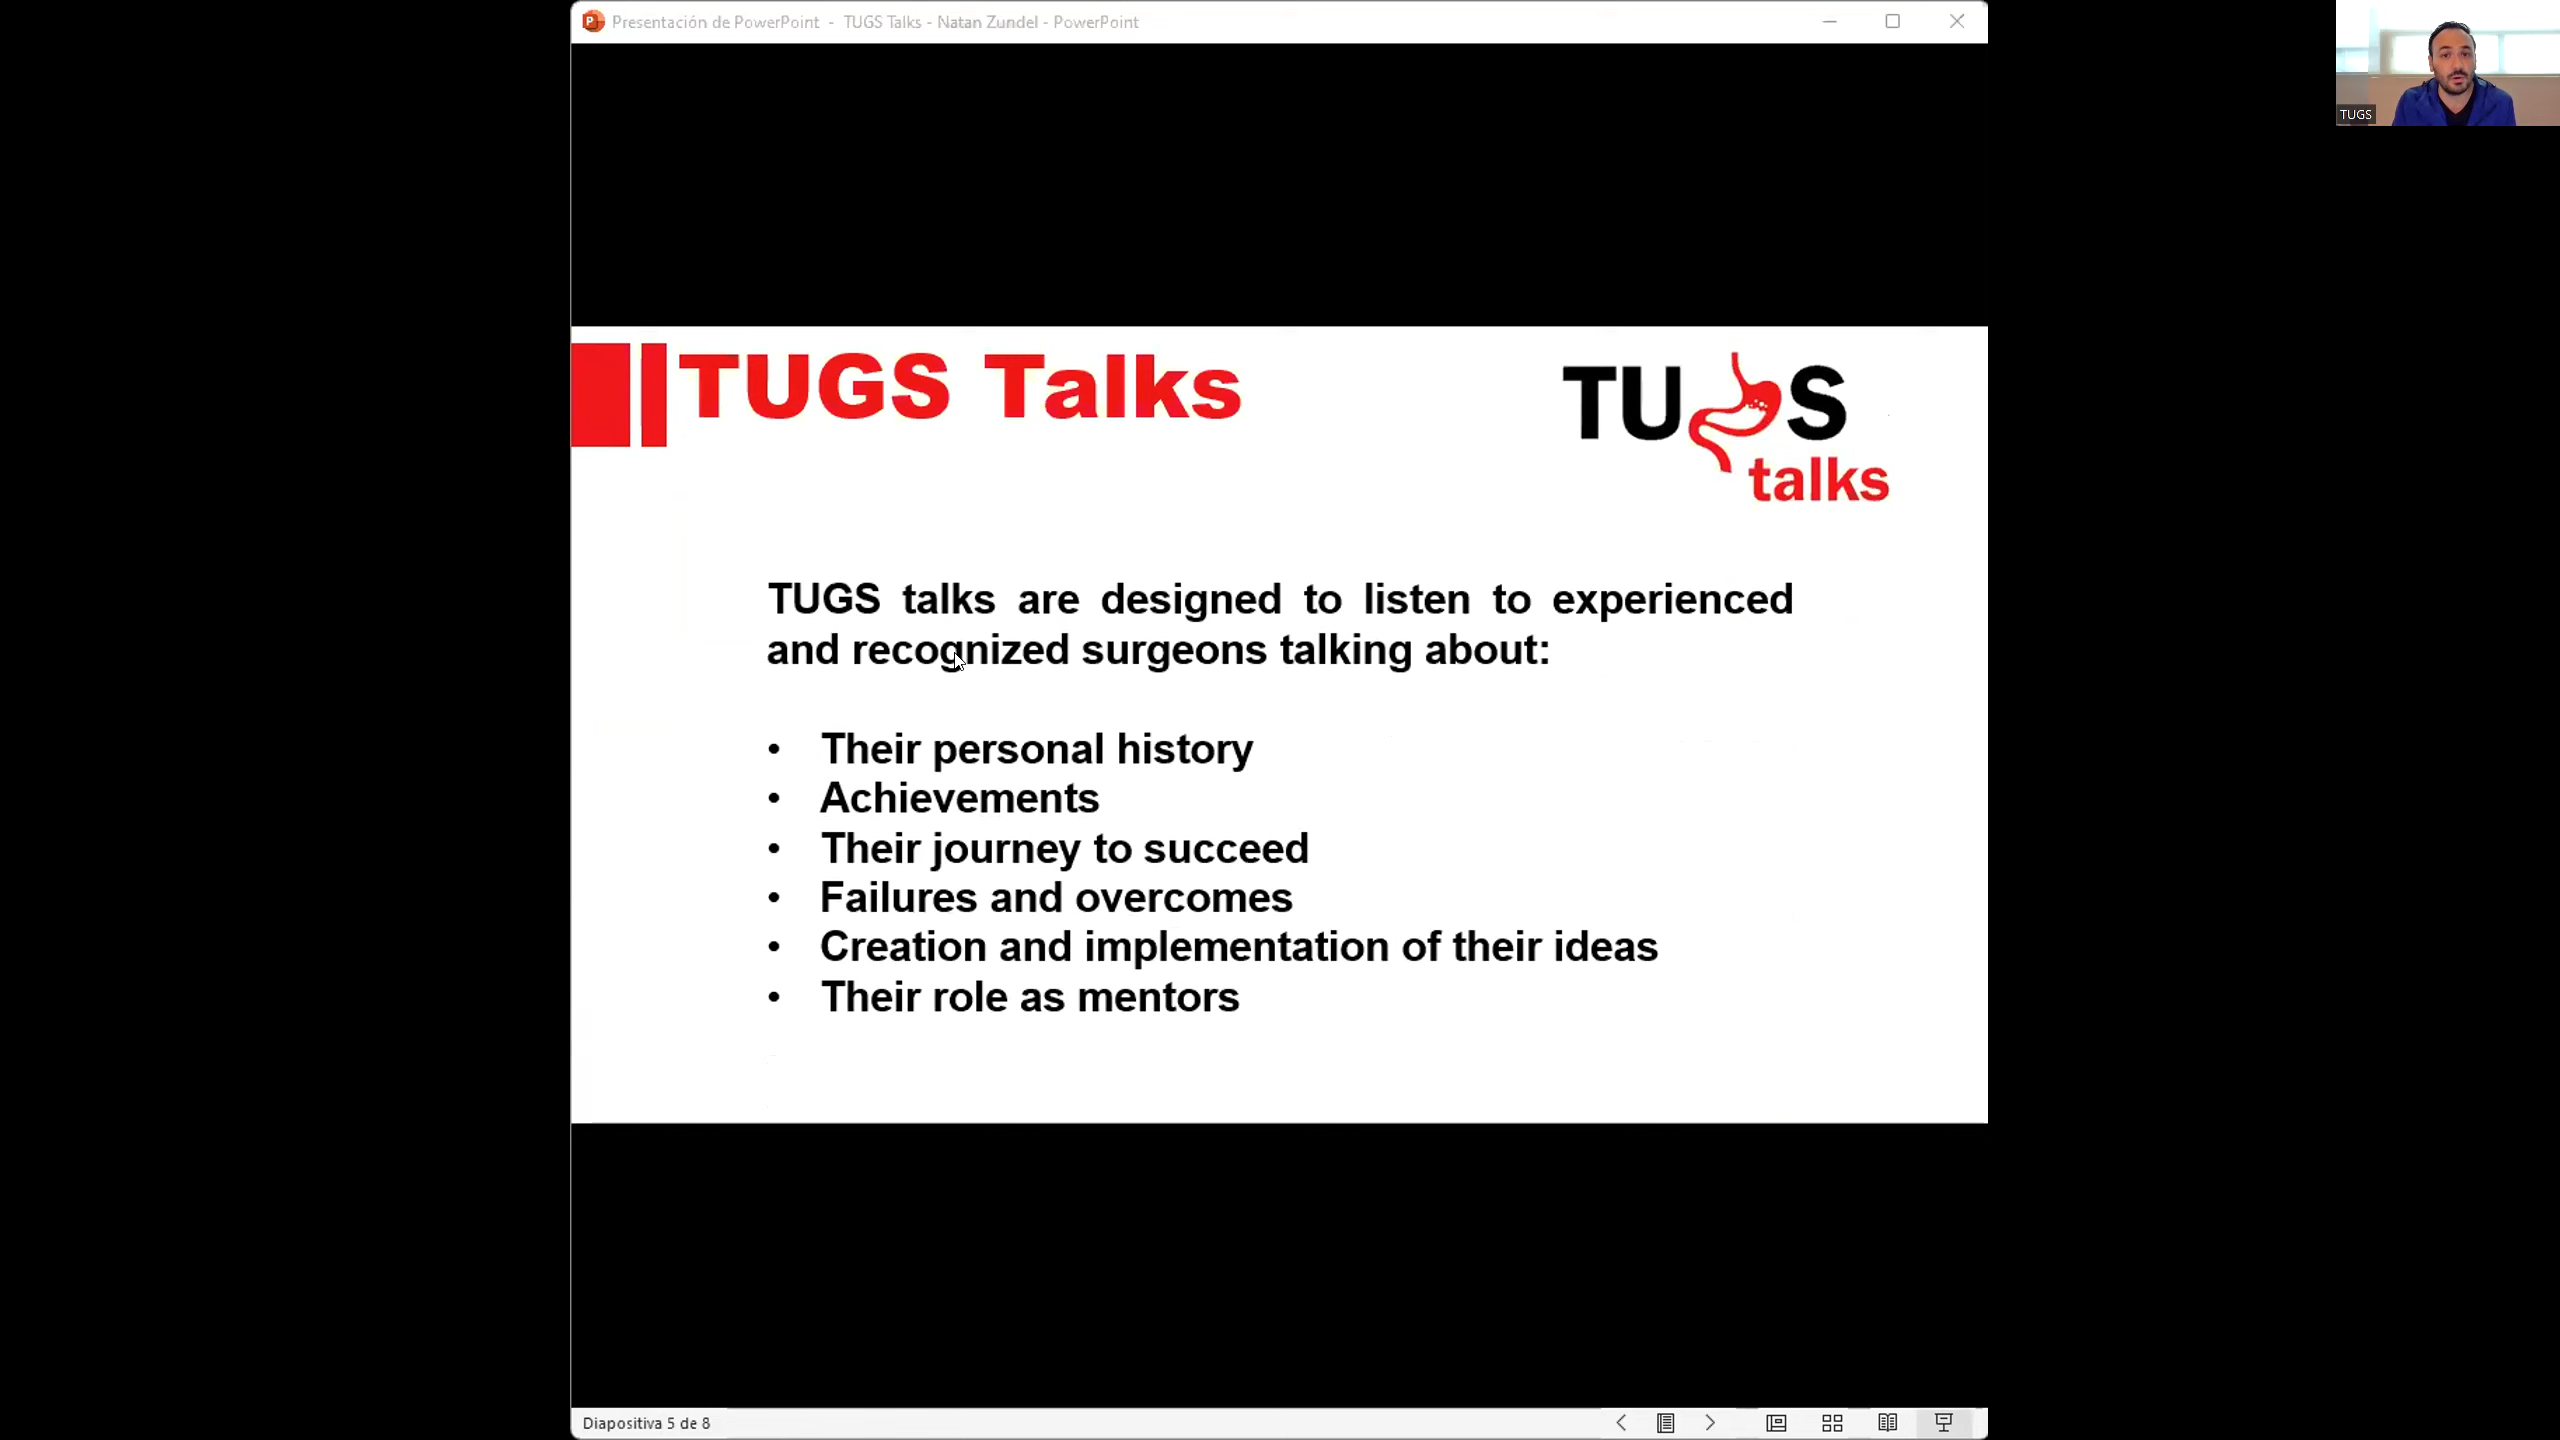 Presentación de PowerPoint - TUGS Talks - Natan Zundel - PowerPoint
TUGS
TUGS Talks
TU S
talks
TUGS talks are designed to listen to experienced
and recognized surgeons talking about:
• Their personal history
• Achievements
• Their journey to succeed
• Failures and overcomes
• Creation and implementation of their ideas
• Their role as mentors
Diapositiva 5 de 8